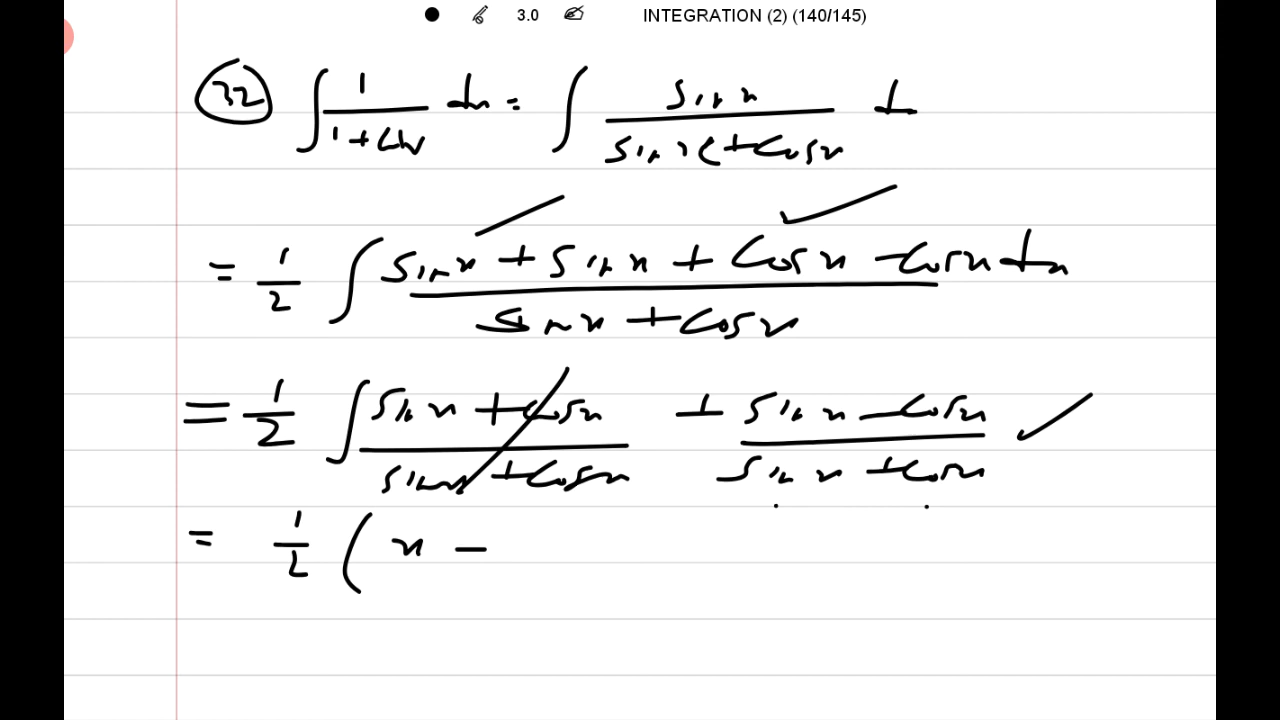 3.0 INTEGRATION (2) (140/145)
32 ∫ 1/(1+cot x) dx = ∫ sin x/(sin x + cos x) d
= 1/2 ∫ (sin x + sin x + cos x - cos x)/(sin x + cos x) dx
= 1/2 ∫ (sin x + cos x)/(sin x + cos x) + (sin x - cos x)/(sin x + cos x)
= 1/2 ( x -